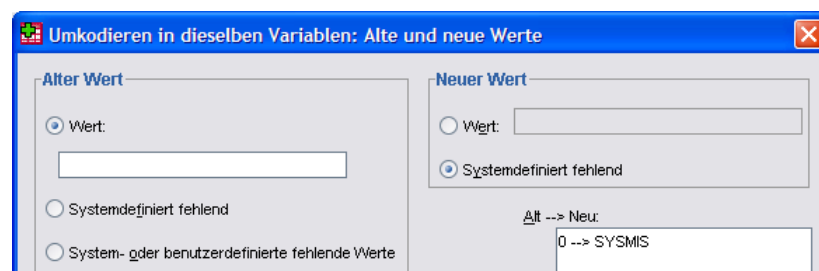 Umkodieren in dieselben Variablen: Alte und neue Werte
Alter Wert
Wert:
Systemdefiniert fehlend
System- oder benutzerdefinierte fehlende Werte
Neuer Wert
Wert:
Systemdefiniert fehlend
Alt --> Neu:
0 --> SYSMIS